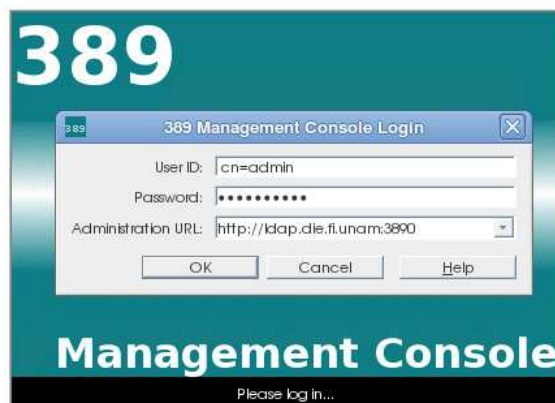 389
389
389 Management Console Login
User ID: cn=admin
Password: ••••••••••
Administration URL: http://ldap.die.fi.unam:3890
OK Cancel Help
Management Console
Please log in...